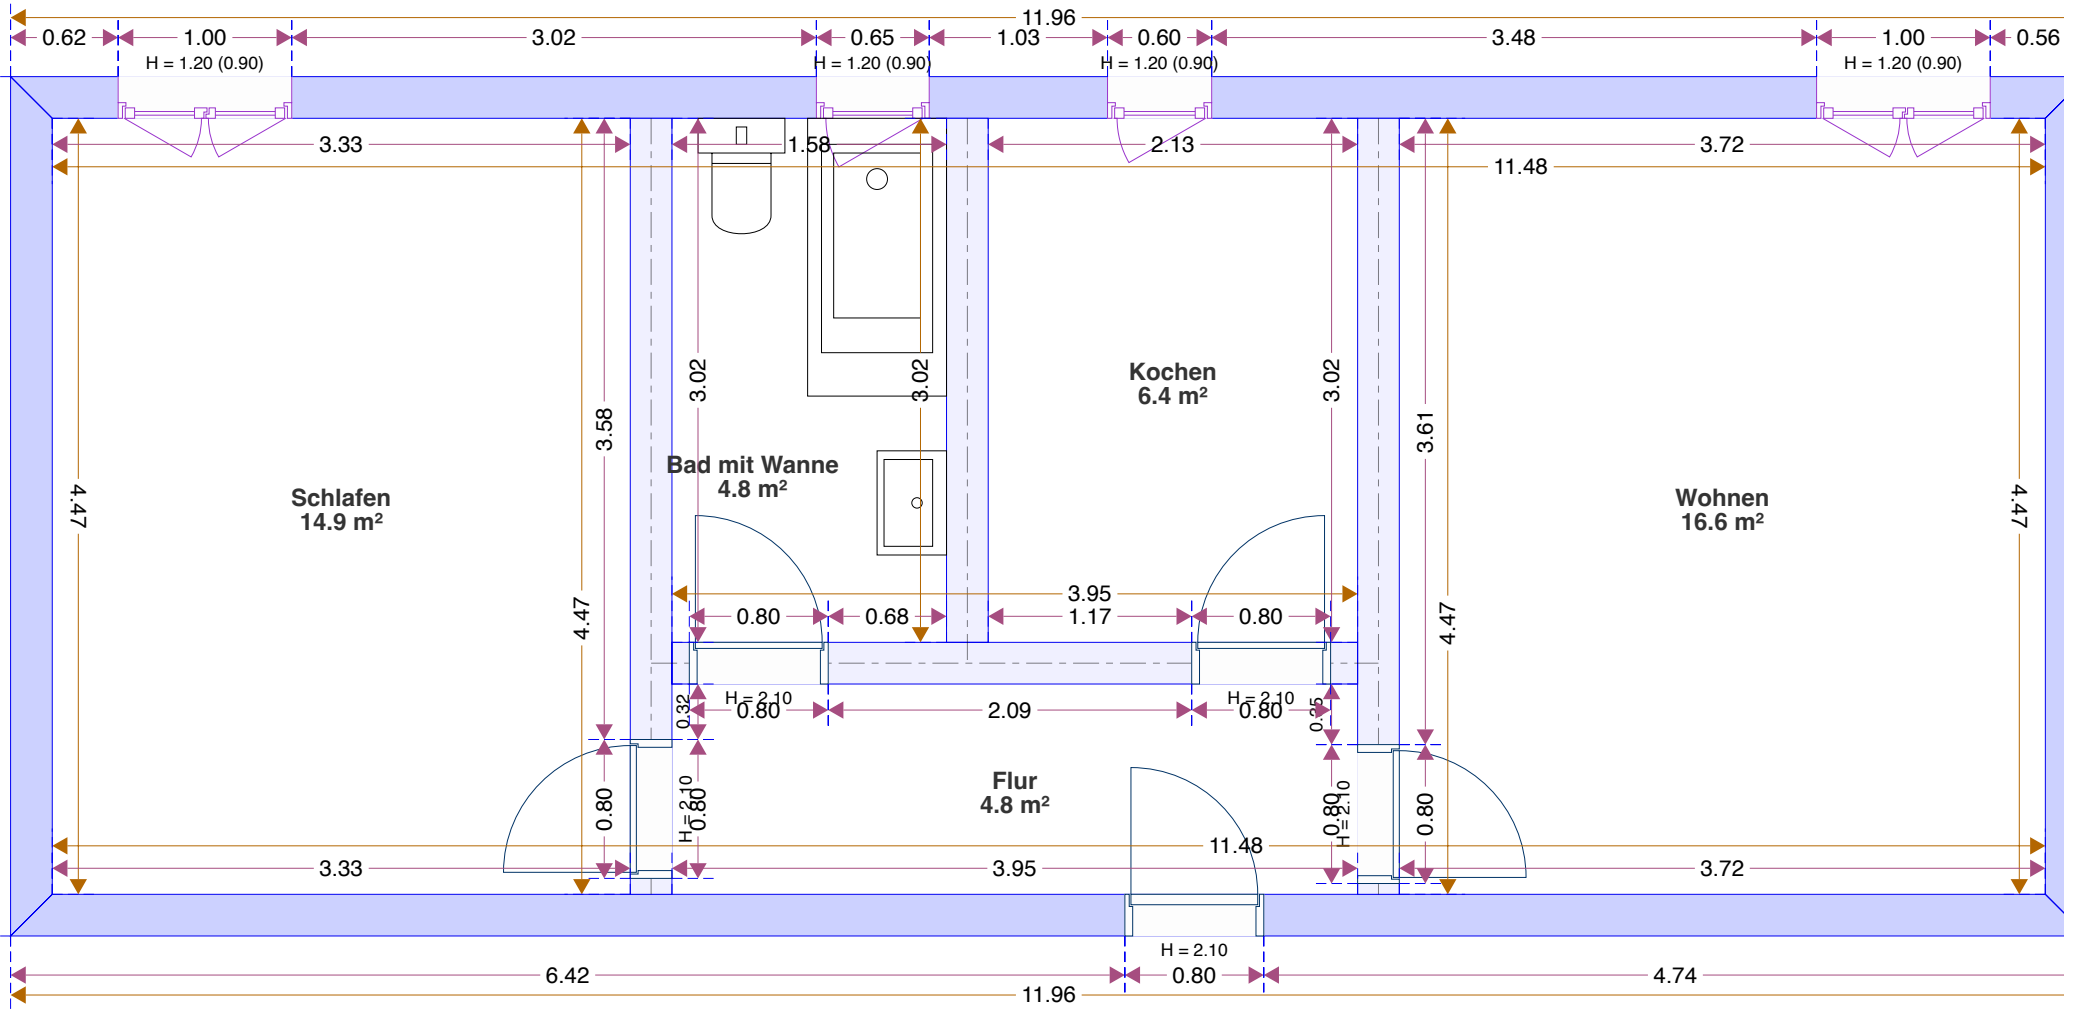 11.96
0.62 1.00 3.02 0.65 1.03 0.60 3.48 1.00 0.56
H = 1.20 (0.90) H = 1.20 (0.90) H = 1.20 (0.90) H = 1.20 (0.90)
3.33 1.58 2.13 3.72
11.48
3.02 3.02 3.02
Kochen
6.4 m²
3.58 3.61
Bad mit Wanne
4.8 m²
4.47 4.47
Schlafen
14.9 m²
Wohnen
16.6 m²
3.95
4.47 4.47
0.80 0.68 1.17 0.80
H = 2.10 H = 2.10
0.32 0.35
0.80 2.09 0.80
Flur
4.8 m²
0.80 H = 2.10 0.80 0.80 H = 2.10 0.80
11.48
3.33 3.95 3.72
H = 2.10
6.42 0.80 4.74
11.96